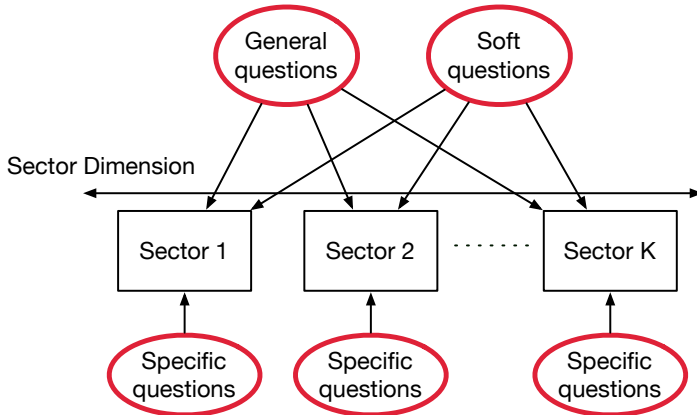 General
questions
Soft
questions
Sector Dimension
Sector 1
Sector 2
Sector K
Specific
questions
Specific
questions
Specific
questions